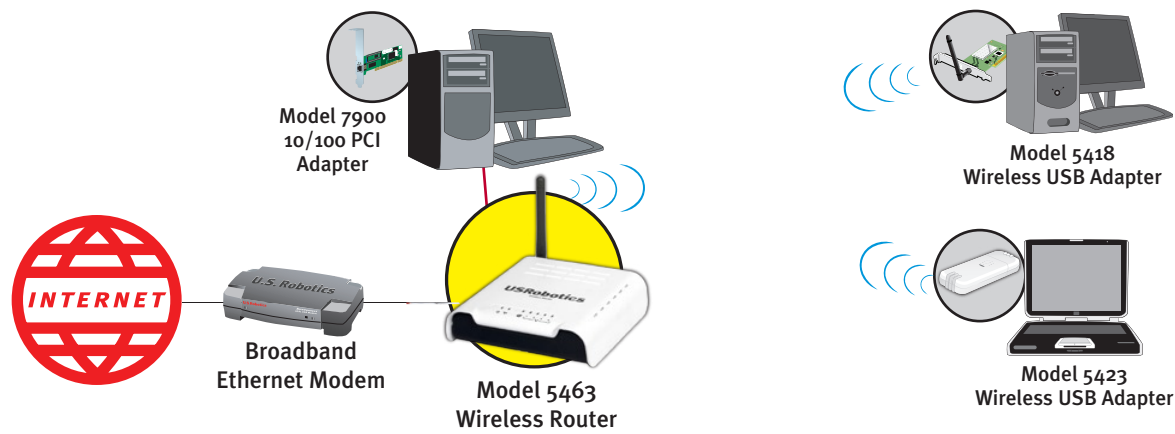 Model 7900
10/100 PCI
Adapter
Model 5418
Wireless USB Adapter
INTERNET
U.S. Robotics
Broadband
Ethernet Modem
USRobotics
Model 5463
Wireless Router
Model 5423
Wireless USB Adapter